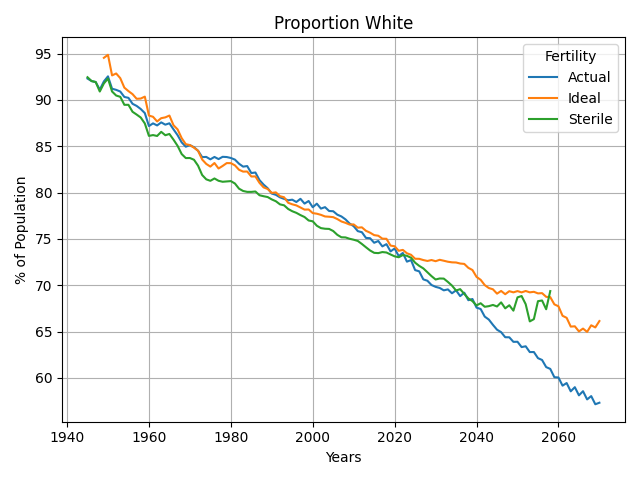 Proportion White
% of Population
95
90
85
80
75
70
65
60
Fertility
Actual
Ideal
Sterile
1940 1960 1980 2000 2020 2040 2060
Years